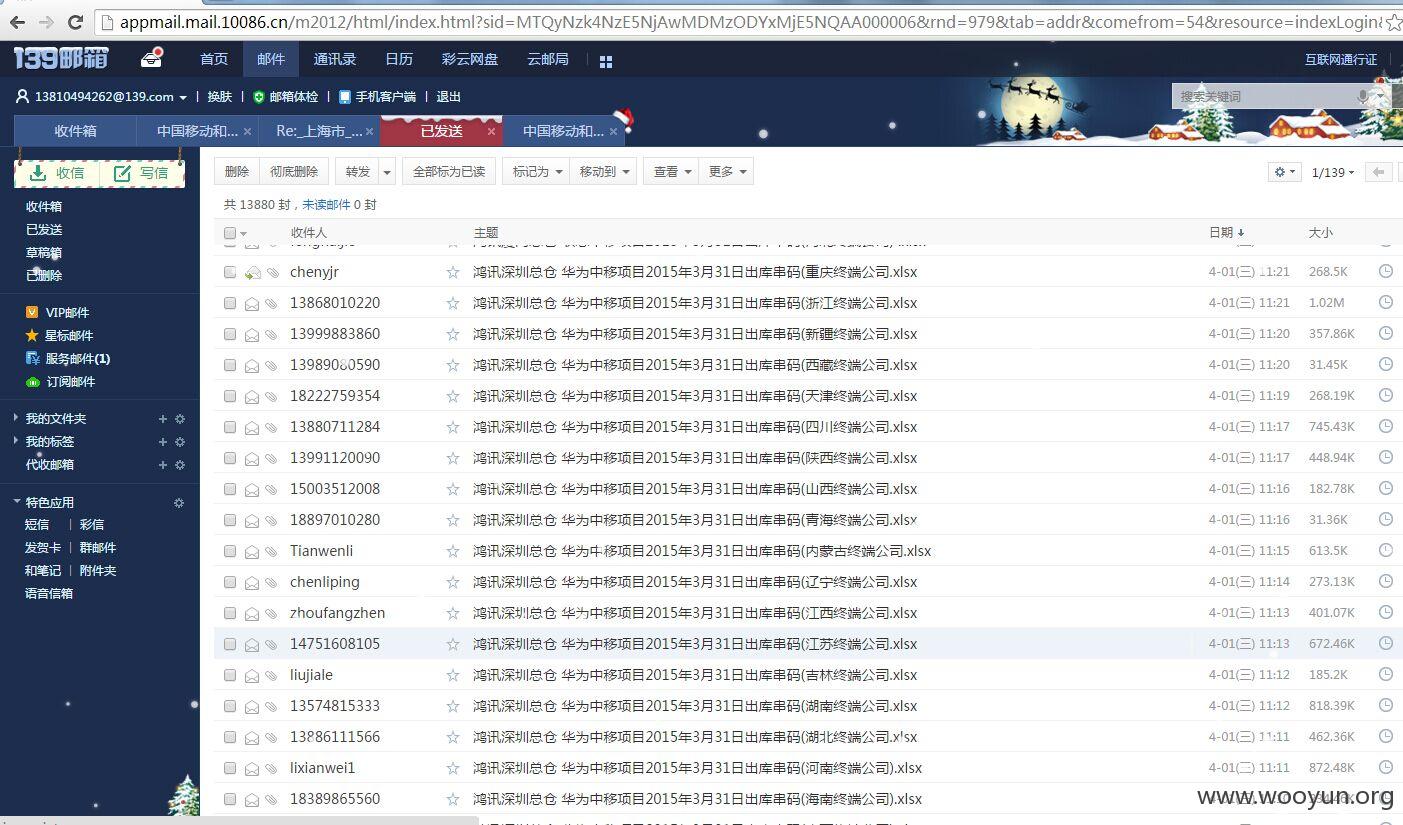 appmail.mail.10086.cn/m2012/html/index.html?sid=MTQyNzk4NzE5NjAwMDMzODYxMjE5NQAA000006&rnd=979&tab=addr&comefrom=54&resource=indexLogin
139邮箱 首页 邮件 通讯录 日历 彩云网盘 云邮局 互联网通行证
13810494262@139.com 换肤 邮箱体检 手机客户端 退出 搜索关键词
收件箱 中国移动和... Re:_上海市_... 已发送 中国移动和...
收信 写信
收件箱
已发送
草稿箱
已删除
VIP邮件
星标邮件
服务邮件(1)
订阅邮件
我的文件夹
我的标签
代收邮箱
特色应用
短信 彩信
发贺卡 群邮件
和笔记 附件夹
语音信箱
删除 彻底删除 转发 全部标为已读 标记为 移动到 查看 更多 1/139
共 13880 封，未读邮件 0 封
收件人 主题 日期 大小
chenyjr 鸿讯深圳总仓 华为中移项目2015年3月31日出库串码(重庆终端公司.xlsx 4-01(三) 11:21 268.5K
13868010220 鸿讯深圳总仓 华为中移项目2015年3月31日出库串码(浙江终端公司.xlsx 4-01(三) 11:21 1.02M
13999883860 鸿讯深圳总仓 华为中移项目2015年3月31日出库串码(新疆终端公司.xlsx 4-01(三) 11:20 357.86K
13989080590 鸿讯深圳总仓 华为中移项目2015年3月31日出库串码(西藏终端公司.xlsx 4-01(三) 11:20 31.45K
18222759354 鸿讯深圳总仓 华为中移项目2015年3月31日出库串码(天津终端公司.xlsx 4-01(三) 11:19 268.19K
13880711284 鸿讯深圳总仓 华为中移项目2015年3月31日出库串码(四川终端公司.xlsx 4-01(三) 11:17 745.43K
13991120090 鸿讯深圳总仓 华为中移项目2015年3月31日出库串码(陕西终端公司.xlsx 4-01(三) 11:17 448.94K
15003512008 鸿讯深圳总仓 华为中移项目2015年3月31日出库串码(山西终端公司.xlsx 4-01(三) 11:16 182.78K
18897010280 鸿讯深圳总仓 华为中移项目2015年3月31日出库串码(青海终端公司.xlsx 4-01(三) 11:16 31.36K
Tianwenli 鸿讯深圳总仓 华为中移项目2015年3月31日出库串码(内蒙古终端公司.xlsx 4-01(三) 11:15 613.5K
chenliping 鸿讯深圳总仓 华为中移项目2015年3月31日出库串码(辽宁终端公司.xlsx 4-01(三) 11:14 273.13K
zhoufangzhen 鸿讯深圳总仓 华为中移项目2015年3月31日出库串码(江西终端公司.xlsx 4-01(三) 11:13 401.07K
14751608105 鸿讯深圳总仓 华为中移项目2015年3月31日出库串码(江苏终端公司.xlsx 4-01(三) 11:13 672.46K
liujiale 鸿讯深圳总仓 华为中移项目2015年3月31日出库串码(吉林终端公司.xlsx 4-01(三) 11:12 185.2K
13574815333 鸿讯深圳总仓 华为中移项目2015年3月31日出库串码(湖南终端公司.xlsx 4-01(三) 11:12 818.39K
13886111566 鸿讯深圳总仓 华为中移项目2015年3月31日出库串码(湖北终端公司.xlsx 4-01(三) 11:11 462.36K
lixianwei1 鸿讯深圳总仓 华为中移项目2015年3月31日出库串码(河南终端公司).xlsx 4-01(三) 11:11 872.48K
18389865560 鸿讯深圳总仓 华为中移项目2015年3月31日出库串码(海南终端公司).xlsx
www.wooyun.org